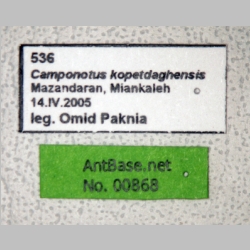 536
Camponotus kopetdaghensis
Mazandaran, Miankaleh
14.IV.2005
leg. Omid Paknia
AntBase.net
No. 00868